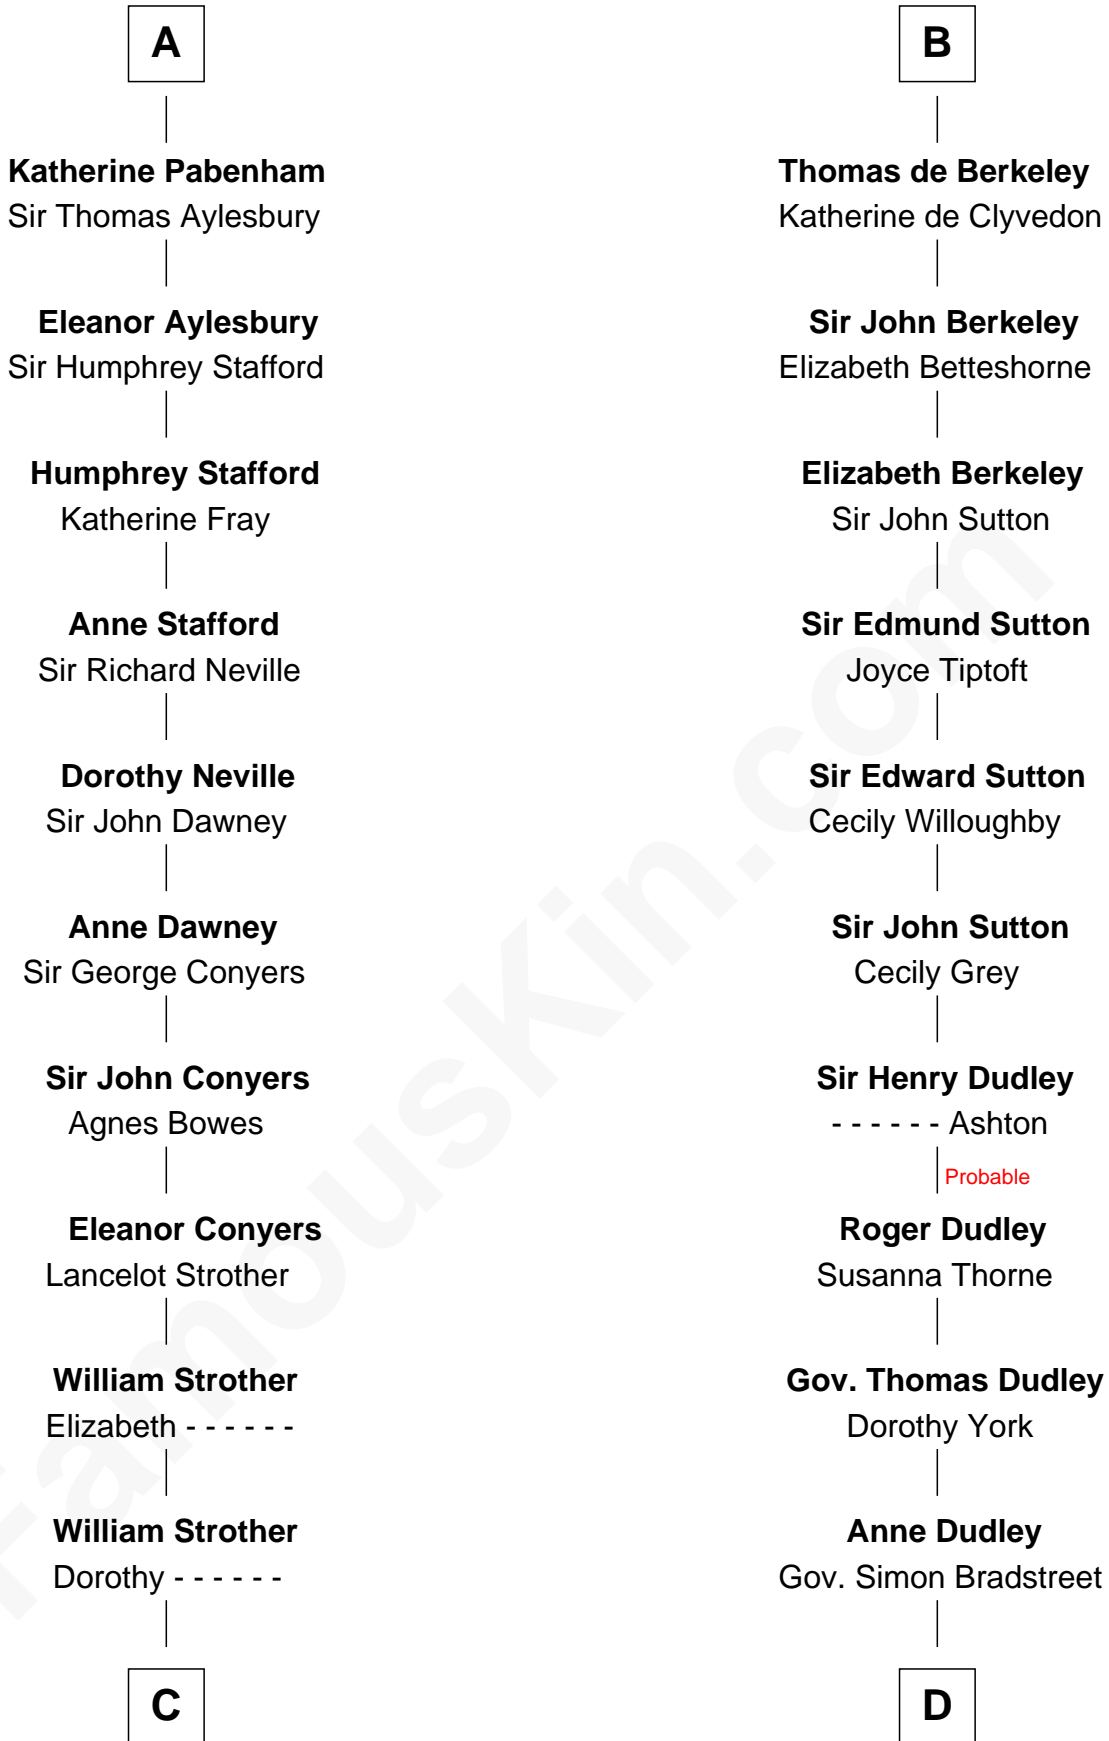 A
Katherine Pabenham
Sir Thomas Aylesbury
Eleanor Aylesbury
Sir Humphrey Stafford
Humphrey Stafford
Katherine Fray
Anne Stafford
Sir Richard Neville
Dorothy Neville
Sir John Dawney
Anne Dawney
Sir George Conyers
Sir John Conyers
Agnes Bowes
Eleanor Conyers
Lancelot Strother
William Strother
Elizabeth - - - - - -
William Strother
Dorothy - - - - - -
C
B
Thomas de Berkeley
Katherine de Clyvedon
Sir John Berkeley
Elizabeth Betteshorne
Elizabeth Berkeley
Sir John Sutton
Sir Edmund Sutton
Joyce Tiptoft
Sir Edward Sutton
Cecily Willoughby
Sir John Sutton
Cecily Grey
Sir Henry Dudley
- - - - - - Ashton
Probable
Roger Dudley
Susanna Thorne
Gov. Thomas Dudley
Dorothy York
Anne Dudley
Gov. Simon Bradstreet
D
FamousKin.com